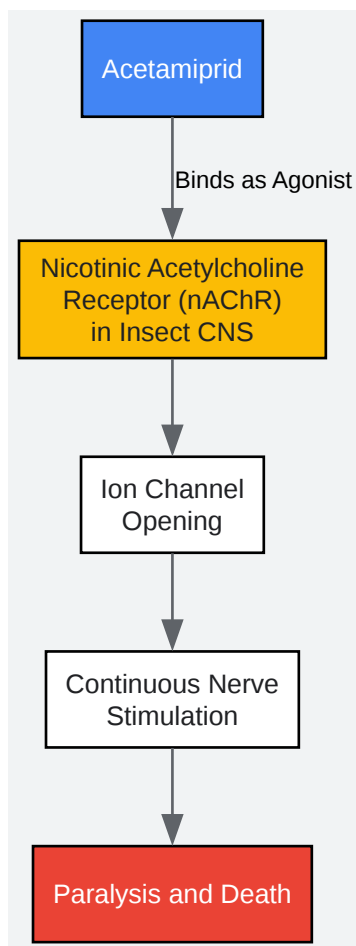 Acetamiprid
Binds as Agonist
Nicotinic Acetylcholine
Receptor (nAChR)
in Insect CNS
Ion Channel
Opening
Continuous Nerve
Stimulation
Paralysis and Death